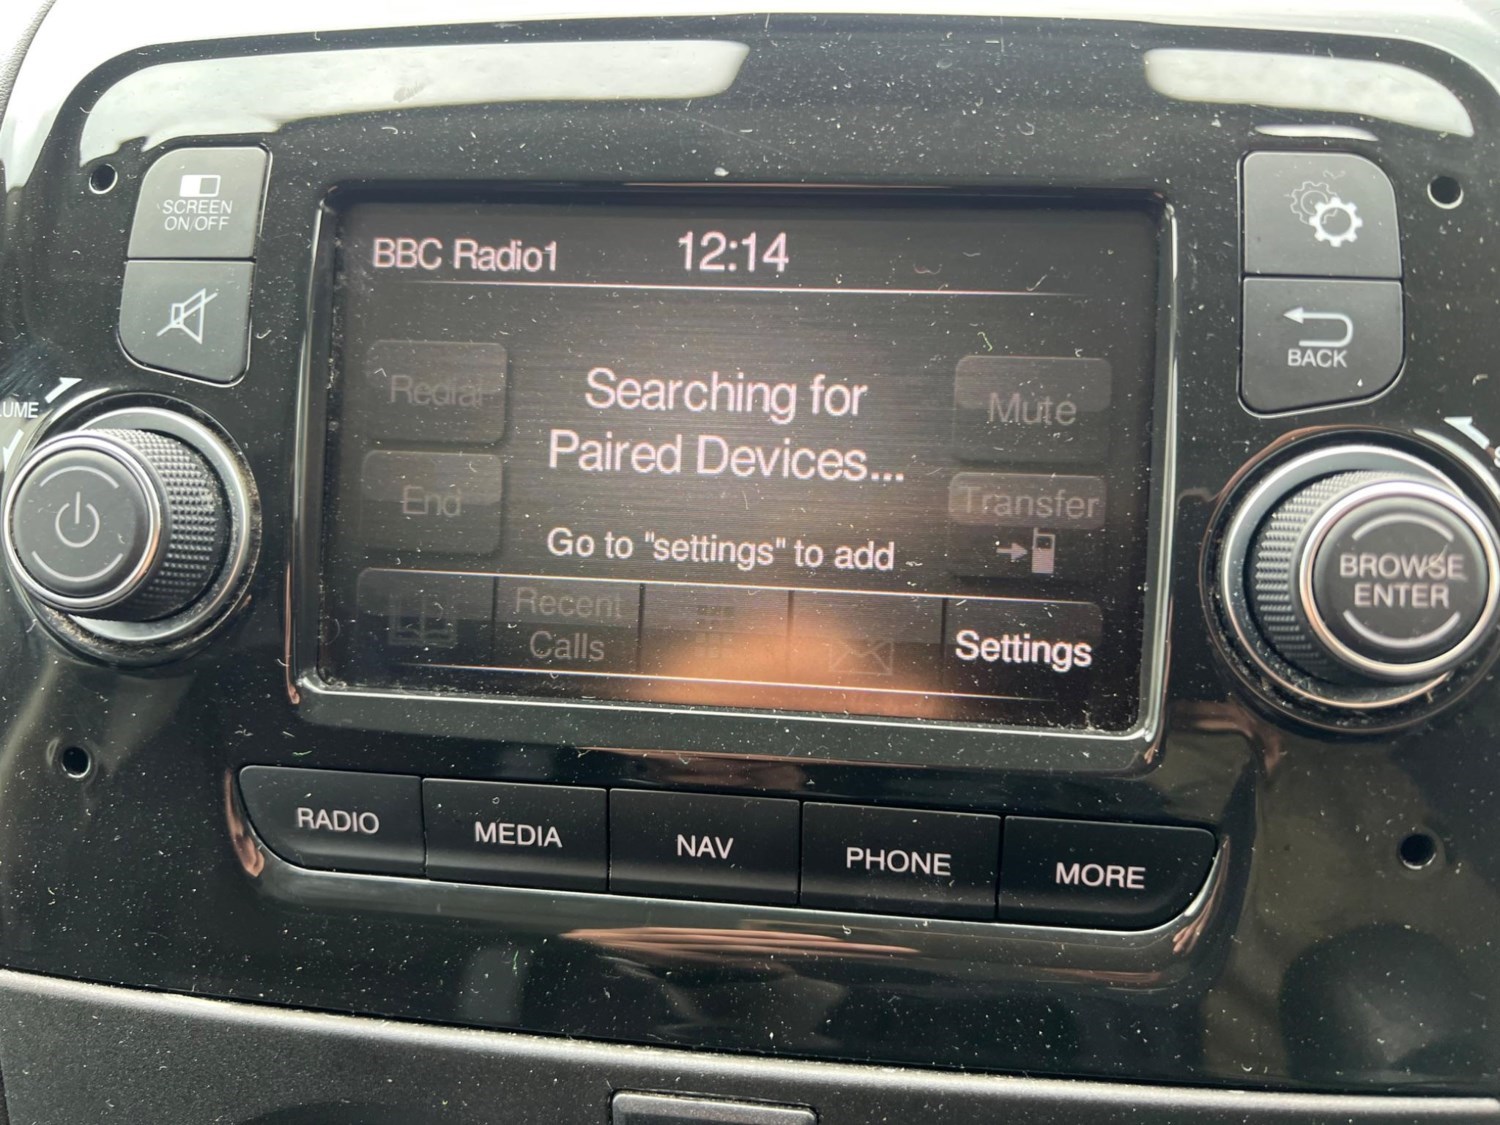 SCREEN
ON/OFF
BBC Radio1
12:14
Redial
Searching for
Paired Devices...
Mute
BACK
End
Transfer
Go to "settings" to add
Recent
Calls
Settings
BROWSE
ENTER
RADIO
MEDIA
NAV
PHONE
MORE